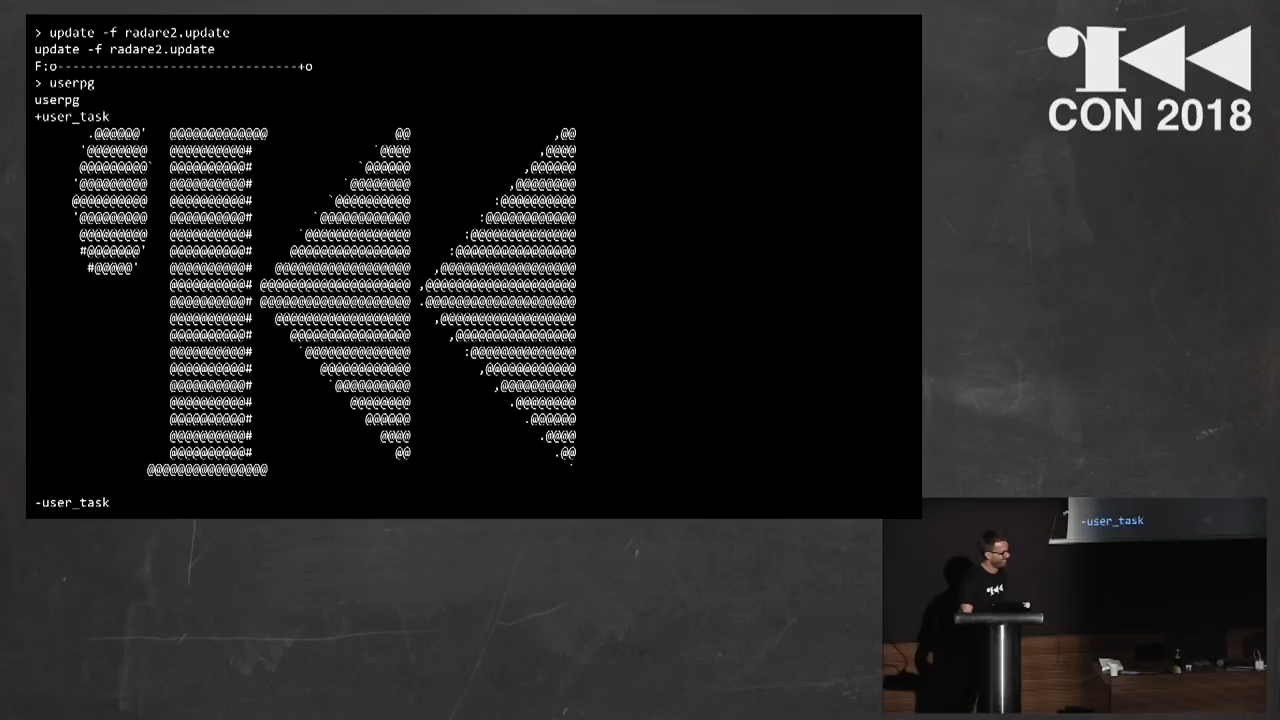 > update -f radare2.update
update -f radare2.update
F:o--------------------------------+o
> userpg
userpg
+user_task
-user_task
CON 2018
-user_task